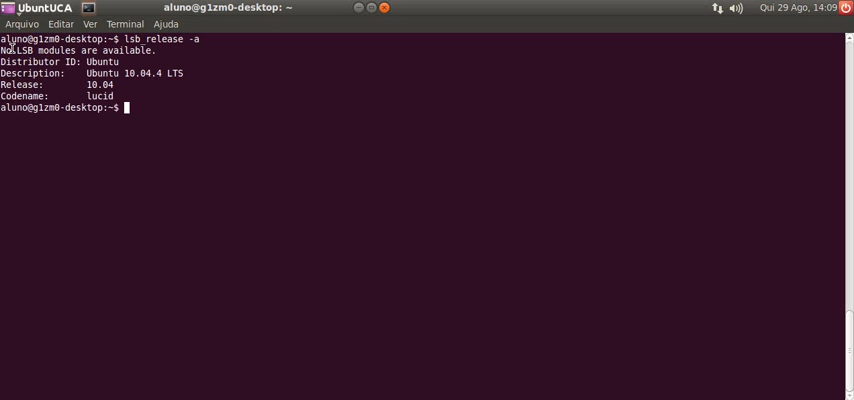 UbuntUCA aluno@g1zm0-desktop: ~ Qui 29 Ago, 14:09
Arquivo Editar Ver Terminal Ajuda
aluno@g1zm0-desktop:~$ lsb_release -a
No LSB modules are available.
Distributor ID: Ubuntu
Description: Ubuntu 10.04.4 LTS
Release: 10.04
Codename: lucid
aluno@g1zm0-desktop:~$